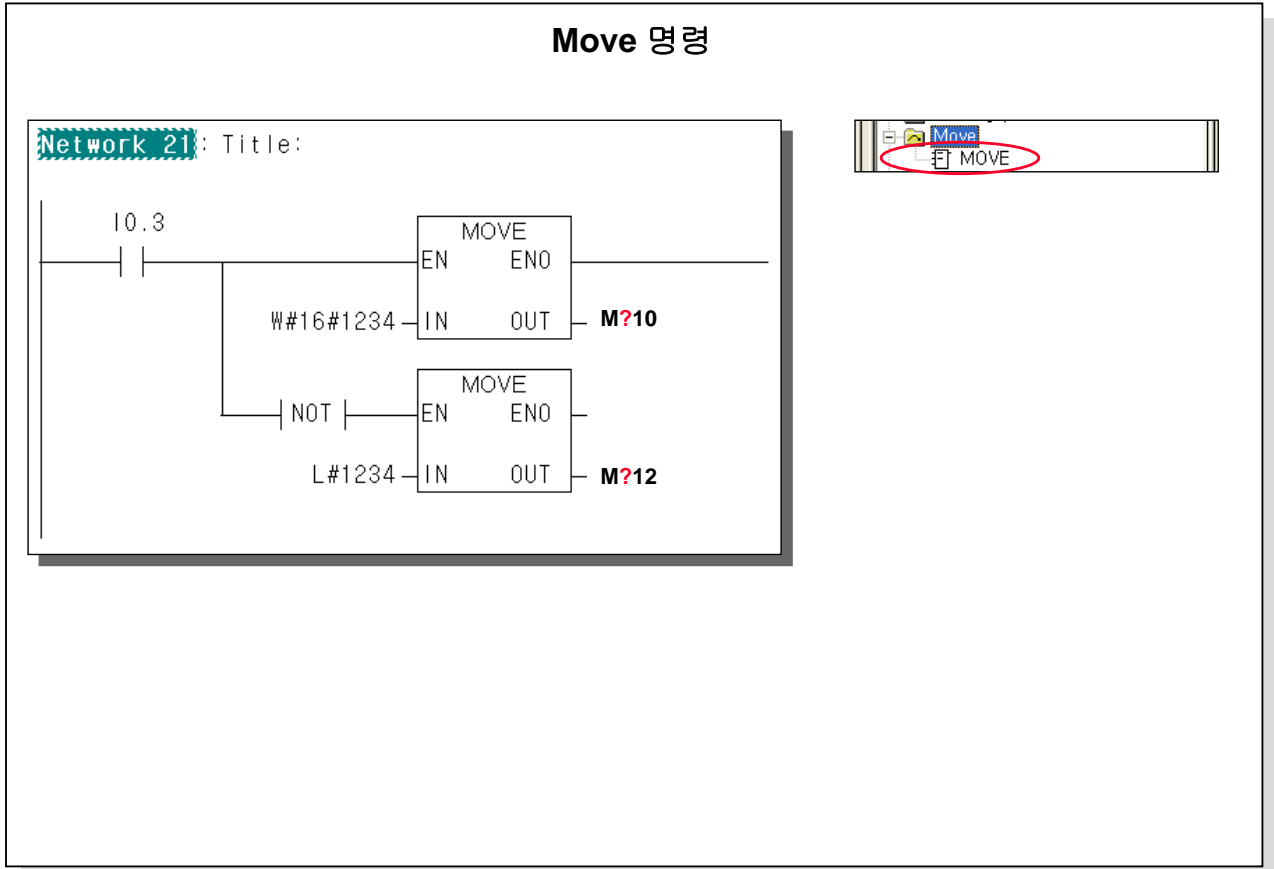 Move 명령
Network 21: Title:
I0.3
MOVE
EN ENO
W#16#1234 IN OUT M?10
MOVE
NOT EN ENO
L#1234 IN OUT M?12
Move
MOVE